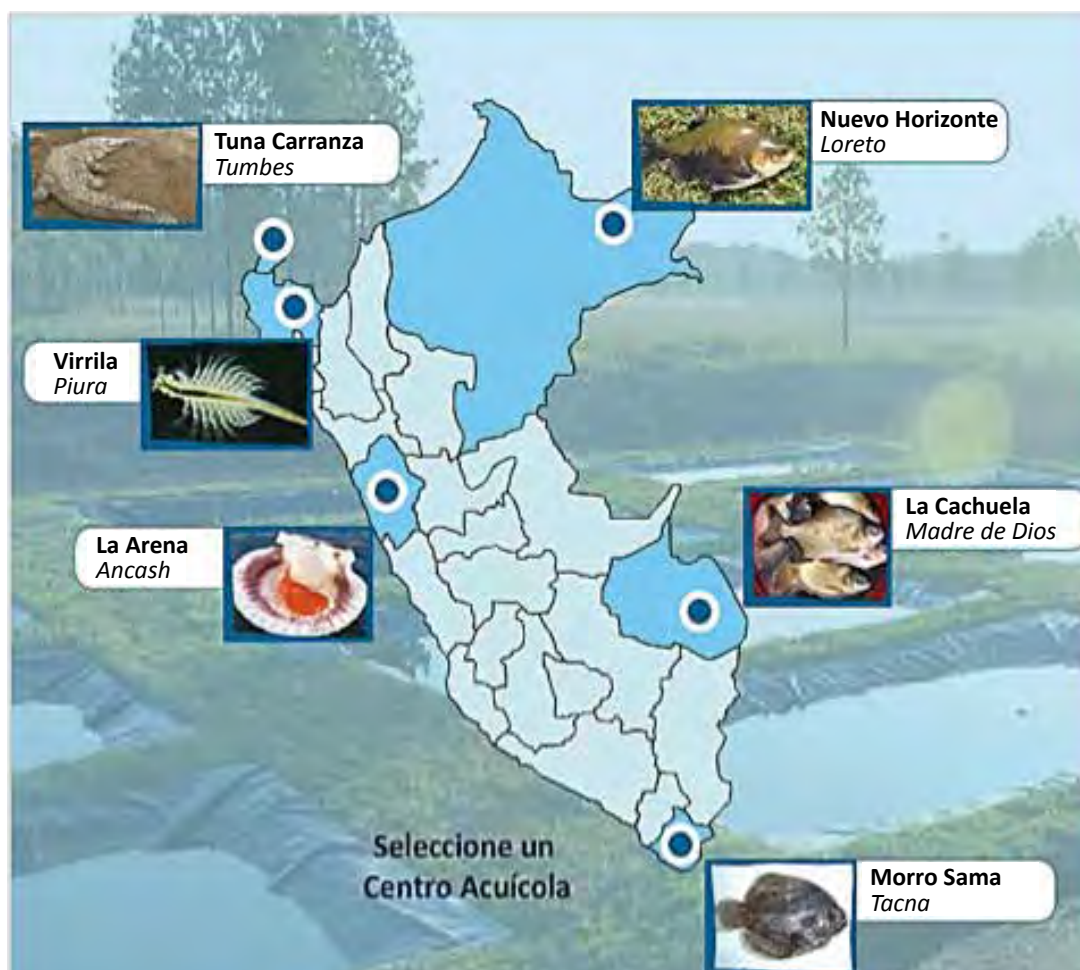 Tuna Carranza
Tumbes
Nuevo Horizonte
Loreto
Virrila
Piura
La Arena
Ancash
La Cachuela
Madre de Dios
Seleccione un
Centro Acuícola
Morro Sama
Tacna